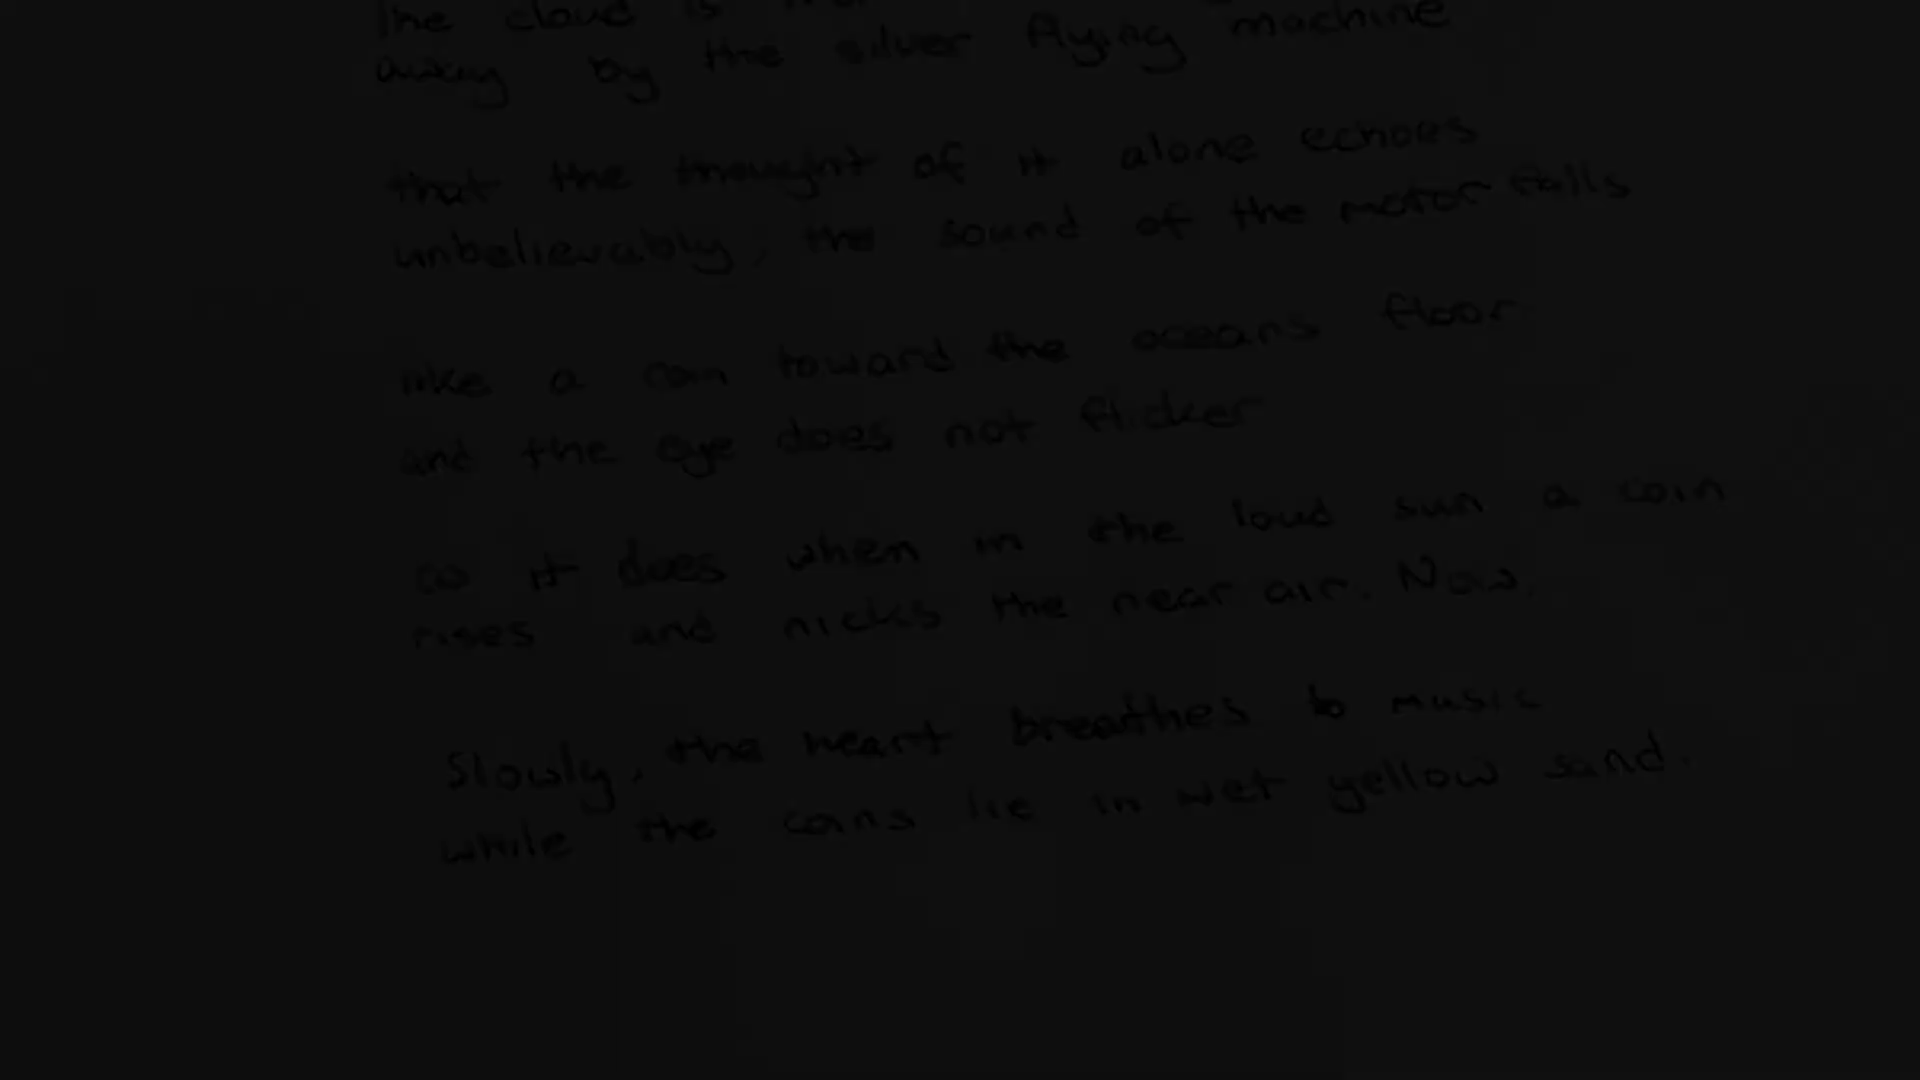 The cloud is
away by the silver flying machine
that the thought of it alone echoes
unbelievably, the sound of the motor falls
like a coin toward the oceans floor
and the eye does not flicker
as it does when in the loud sun a coin
rises and nicks the near air. Now,
Slowly, the heart breathes to music
while the coins lie in wet yellow sand.